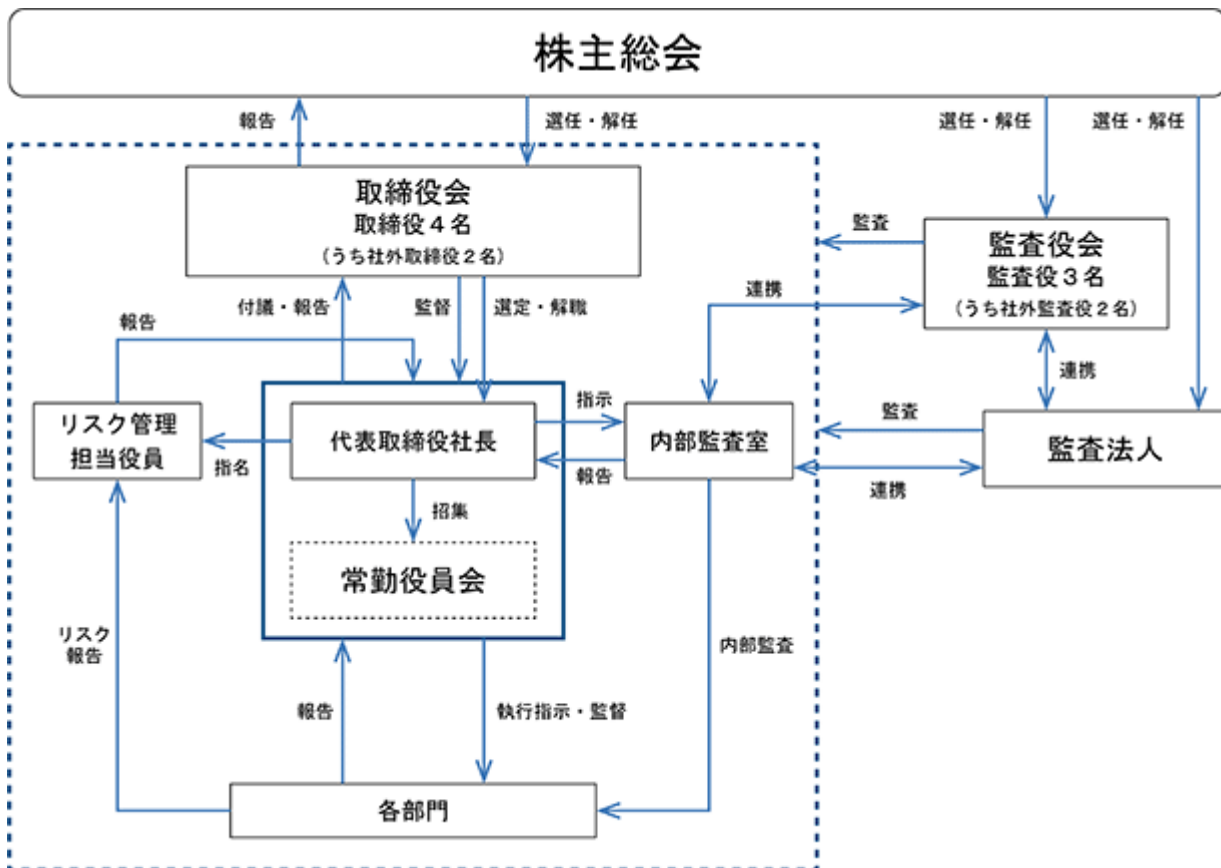 株主総会
報告
選任・解任
選任・解任
選任・解任
取締役会
取締役４名
（うち社外取締役２名）
監査
監査役会
監査役３名
（うち社外監査役２名）
連携
付議・報告
監督
選定・解職
報告
連携
リスク管理
担当役員
指名
代表取締役社長
指示
報告
内部監査室
監査
連携
監査法人
招集
常勤役員会
リスク
報告
内部監査
報告
執行指示・監督
各部門